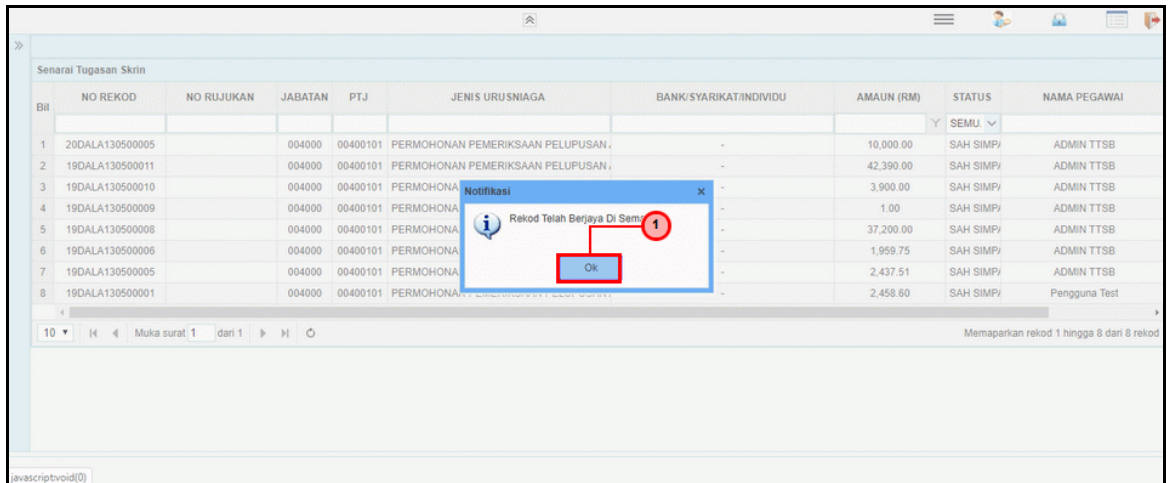 Senarai Tugasan Skrin
Bil NO REKOD NO RUJUKAN JABATAN PTJ JENIS URUSNIAGA BANK/SYARIKAT/INDIVIDU AMAUN (RM) STATUS NAMA PEGAWAI
SEMU
1 20DALA130500005 004000 00400101 PERMOHONAN PEMERIKSAAN PELUPUSAN - 10,000.00 SAH SIMP ADMIN TTSB
2 19DALA130500011 004000 00400101 PERMOHONAN PEMERIKSAAN PELUPUSAN - 42,390.00 SAH SIMP ADMIN TTSB
3 19DALA130500010 004000 00400101 PERMOHONA - 3,900.00 SAH SIMP ADMIN TTSB
4 19DALA130500009 004000 00400101 PERMOHONA - 1.00 SAH SIMP ADMIN TTSB
5 19DALA130500008 004000 00400101 PERMOHONA - 37,200.00 SAH SIMP ADMIN TTSB
6 19DALA130500006 004000 00400101 PERMOHONA - 1,959.75 SAH SIMP ADMIN TTSB
7 19DALA130500005 004000 00400101 PERMOHONA - 2,437.51 SAH SIMP ADMIN TTSB
8 19DALA130500001 004000 00400101 PERMOHONA - 2,458.60 SAH SIMP Pengguna Test
Notifikasi x
Rekod Telah Berjaya Di Sema
1
Ok
10 Muka surat 1 dari 1 Memaparkan rekod 1 hingga 8 dari 8 rekod
javascript:void(0)